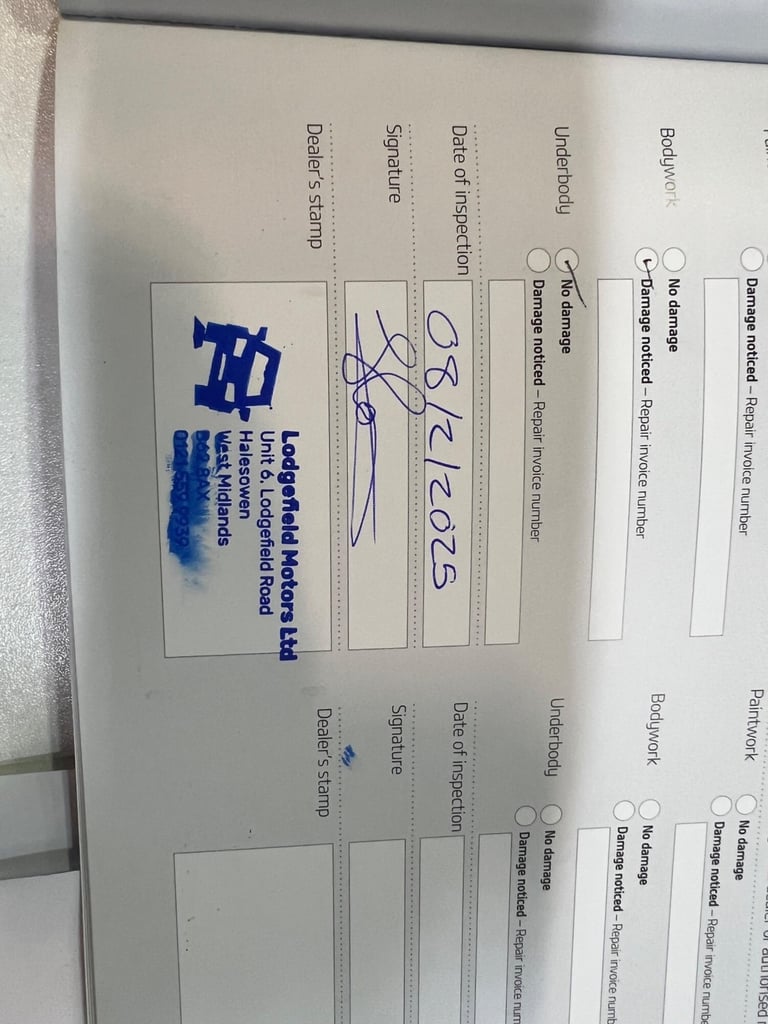 Damage noticed – Repair invoice number
Bodywork
No damage
Damage noticed – Repair invoice number
Underbody
No damage
Damage noticed – Repair invoice number
Date of inspection
08/2/2025
Signature
Dealer's stamp
Lodgefield Motors Ltd
Unit 6, Lodgefield Road
Halesowen
West Midlands
Paintwork
No damage
Damage noticed – Repair invoice
Bodywork
No damage
Damage noticed – Repair invoice
Underbody
No damage
Damage noticed – Repair invoice num
Date of inspection
Signature
Dealer's stamp